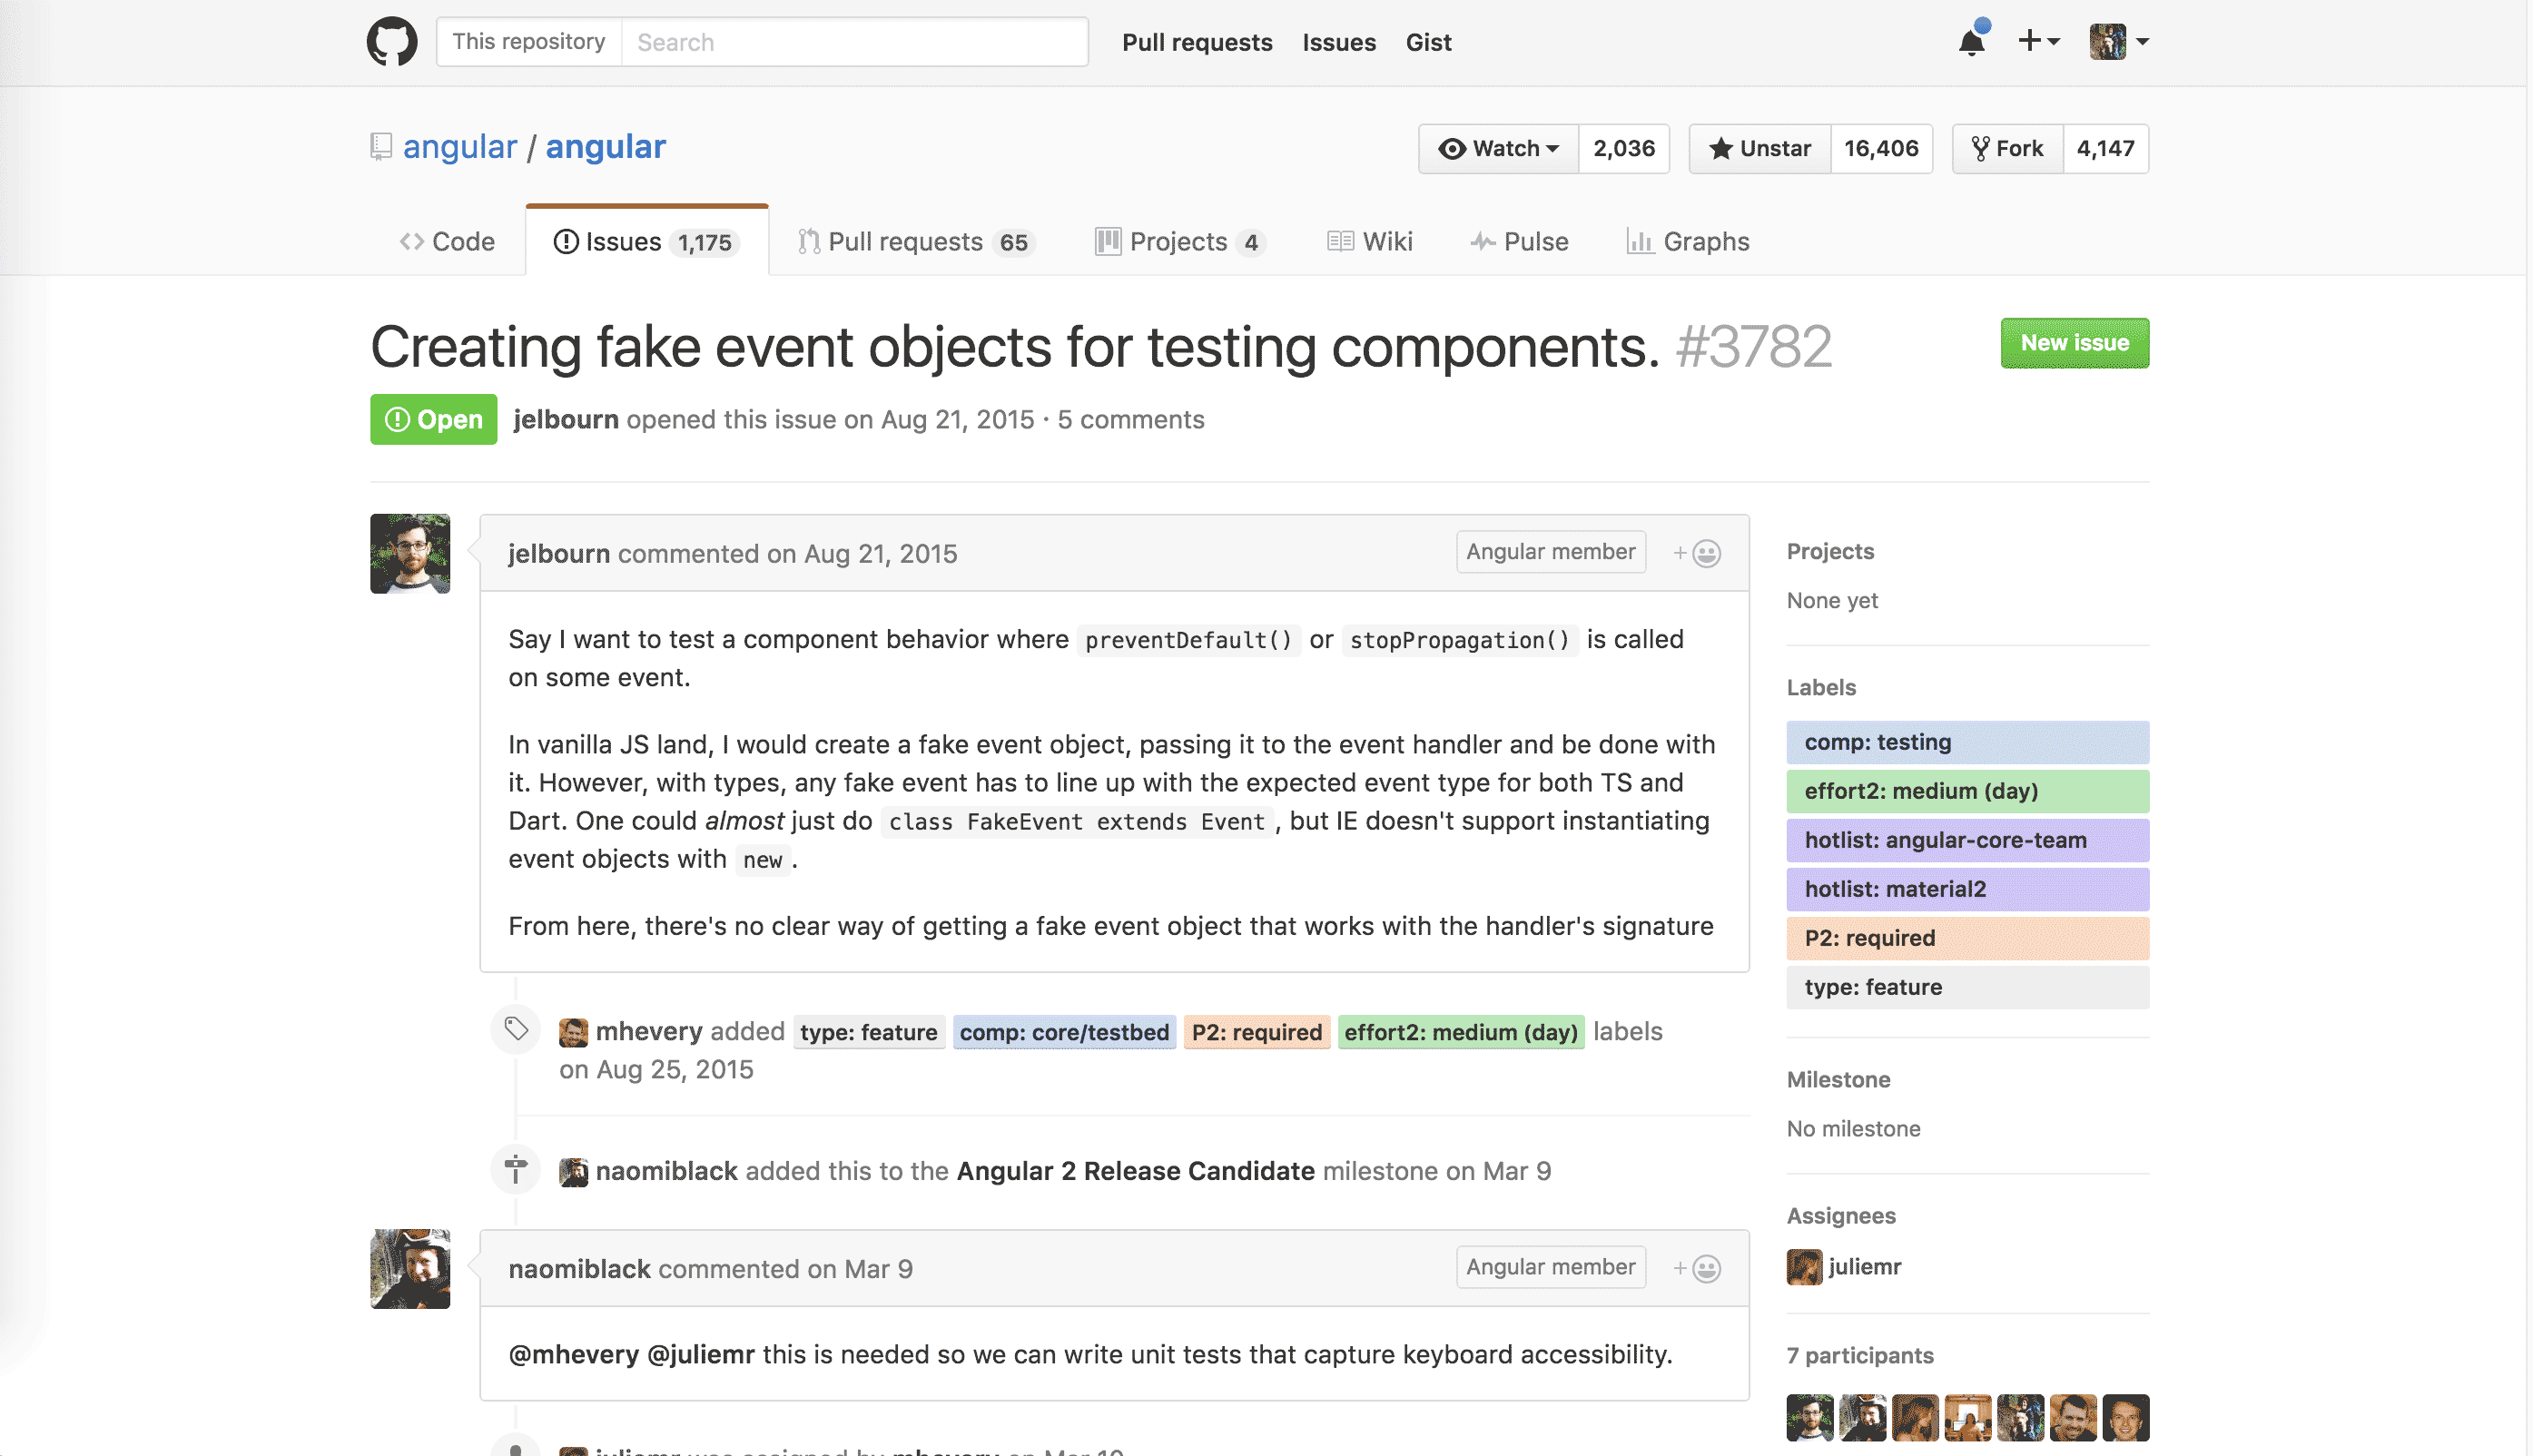 This repository Search Pull requests Issues Gist
angular / angular
Watch 2,036 Unstar 16,406 Fork 4,147
Code Issues 1,175 Pull requests 65 Projects 4 Wiki Pulse Graphs
Creating fake event objects for testing components. #3782
New issue
Open jelbourn opened this issue on Aug 21, 2015 · 5 comments
jelbourn commented on Aug 21, 2015 Angular member +
Say I want to test a component behavior where preventDefault() or stopPropagation() is called
on some event.
In vanilla JS land, I would create a fake event object, passing it to the event handler and be done with
it. However, with types, any fake event has to line up with the expected event type for both TS and
Dart. One could almost just do class FakeEvent extends Event, but IE doesn't support instantiating
event objects with new.
From here, there's no clear way of getting a fake event object that works with the handler's signature
mhevery added type: feature comp: core/testbed P2: required effort2: medium (day) labels
on Aug 25, 2015
naomiblack added this to the Angular 2 Release Candidate milestone on Mar 9
naomiblack commented on Mar 9 Angular member +
@mhevery @juliemr this is needed so we can write unit tests that capture keyboard accessibility.
juliemr was assigned by mhevery on Mar 10
Projects
None yet
Labels
comp: testing
effort2: medium (day)
hotlist: angular-core-team
hotlist: material2
P2: required
type: feature
Milestone
No milestone
Assignees
juliemr
7 participants